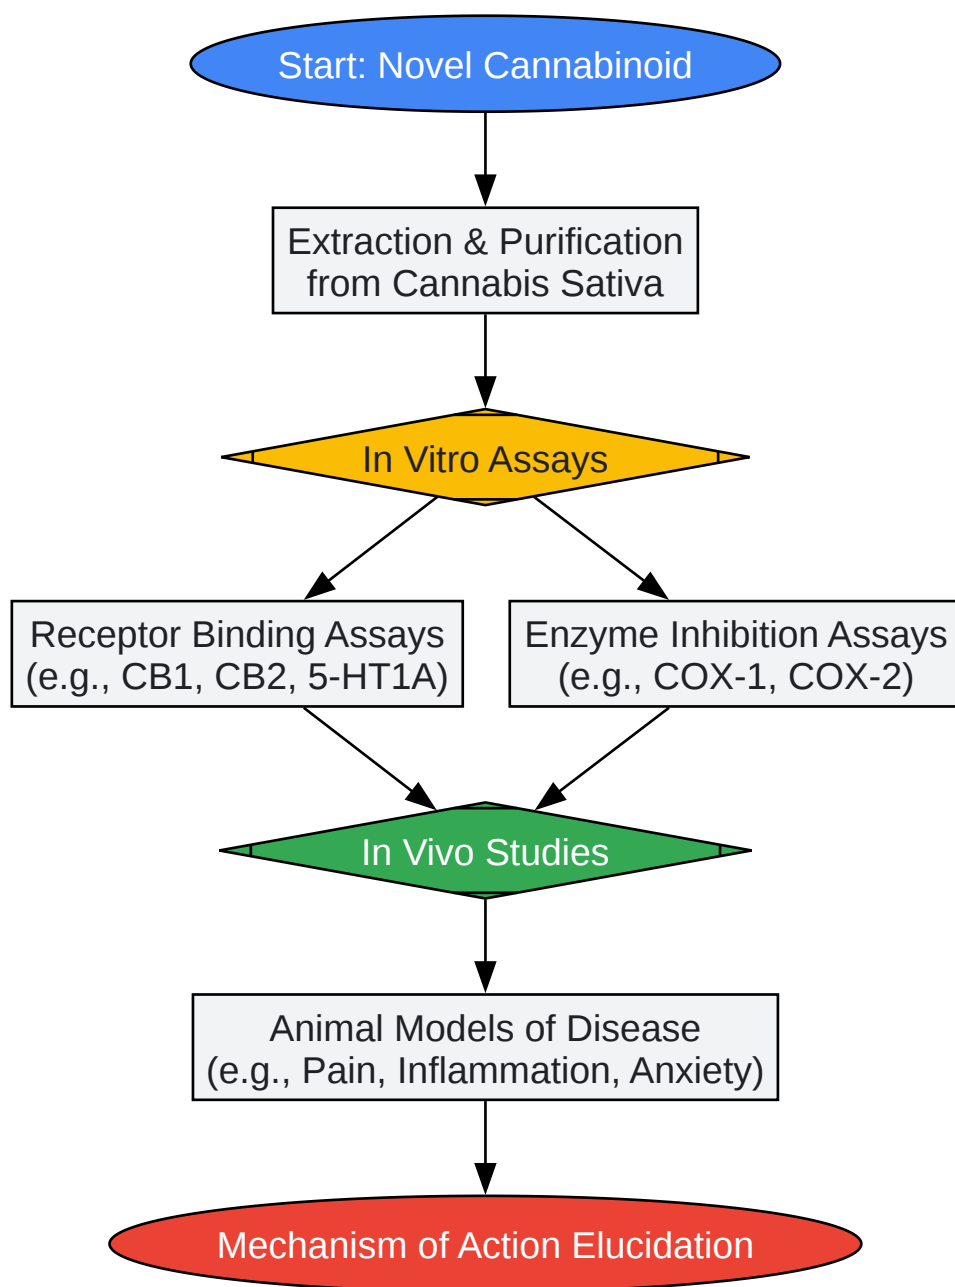 Start: Novel Cannabinoid
Extraction & Purification
from Cannabis Sativa
In Vitro Assays
Receptor Binding Assays
(e.g., CB1, CB2, 5-HT1A)
Enzyme Inhibition Assays
(e.g., COX-1, COX-2)
In Vivo Studies
Animal Models of Disease
(e.g., Pain, Inflammation, Anxiety)
Mechanism of Action Elucidation